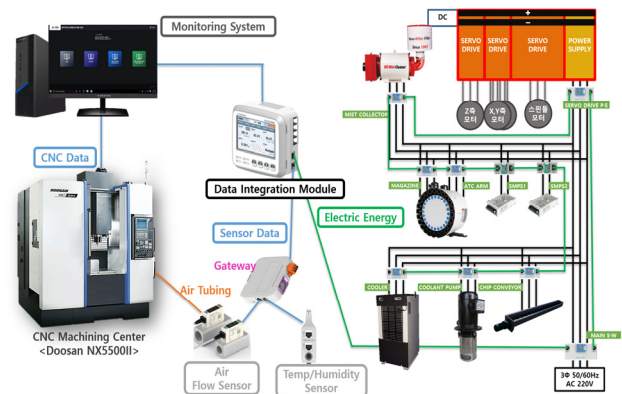 Monitoring System
DC
+
−
SERVO
DRIVE
SERVO
DRIVE
SERVO
DRIVE
POWER
SUPPLY
Z축
모터
X,Y축
모터
스핀들
모터
SERVO DRIVE P-S
MIST COLLECTOR
CNC Data
Data Integration Module
MAGAZINE
ATC ARM
SMPS1
SMPS2
DOOSAN
Electric Energy
Sensor Data
Gateway
Air Tubing
COOLER
COOLANT PUMP
CHIP CONVEYOR
MAIN S-W
CNC Machining Center
<Doosan NX5500II>
Air
Flow Sensor
Temp/Humidity
Sensor
3Φ 50/60Hz
AC 220V